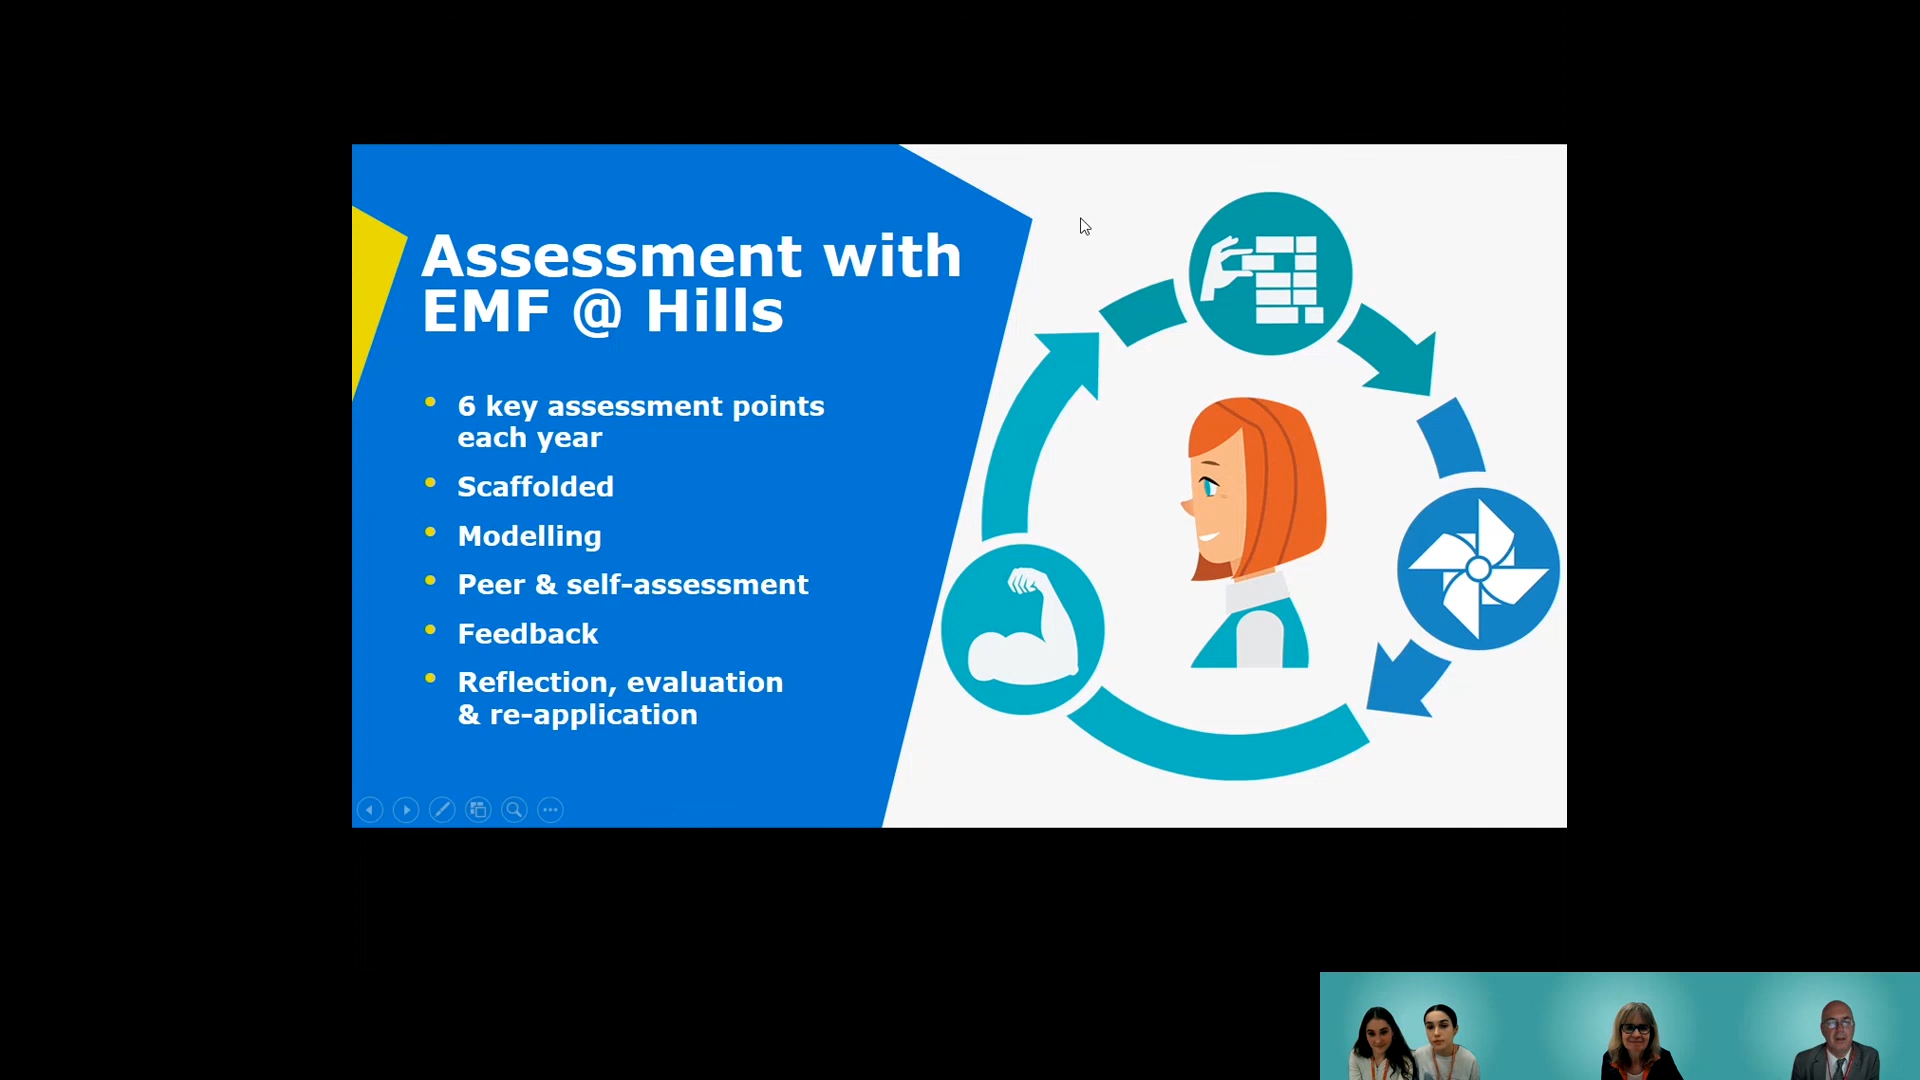 Assessment with
EMF @ Hills
• 6 key assessment points
each year
• Scaffolded
• Modelling
• Peer & self-assessment
• Feedback
• Reflection, evaluation
& re-application